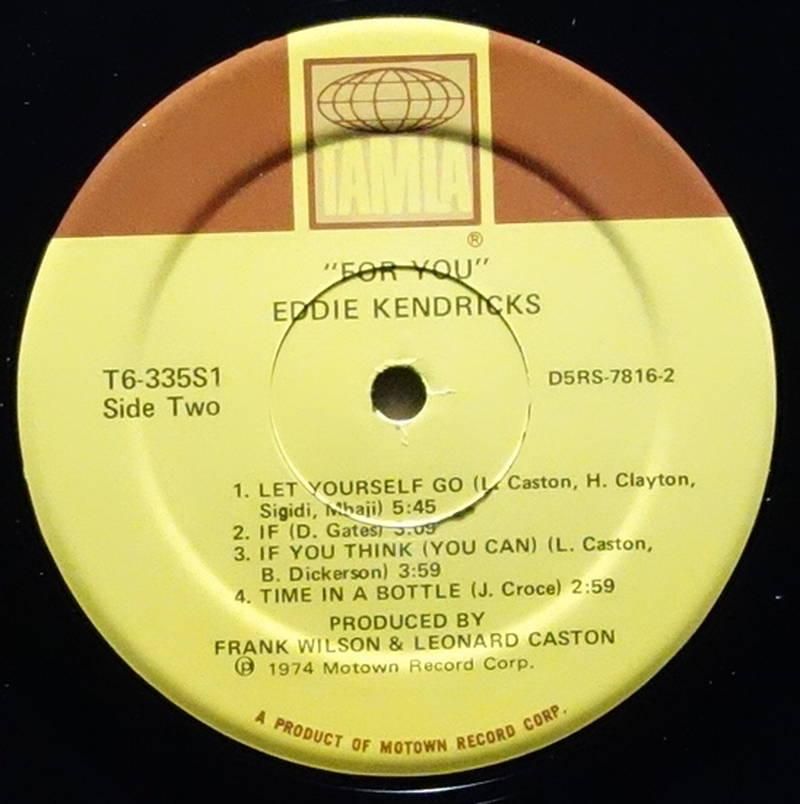 TAMLA
®
"FOR YOU"
EDDIE KENDRICKS
T6-335S1
Side Two
D5RS-7816-2
1. LET YOURSELF GO (L. Caston, H. Clayton,
Sigidi, Mbaji) 5:45
2. IF (D. Gates) 3:09
3. IF YOU THINK (YOU CAN) (L. Caston,
B. Dickerson) 3:59
4. TIME IN A BOTTLE (J. Croce) 2:59
PRODUCED BY
FRANK WILSON & LEONARD CASTON
℗ 1974 Motown Record Corp.
A PRODUCT OF MOTOWN RECORD CORP.